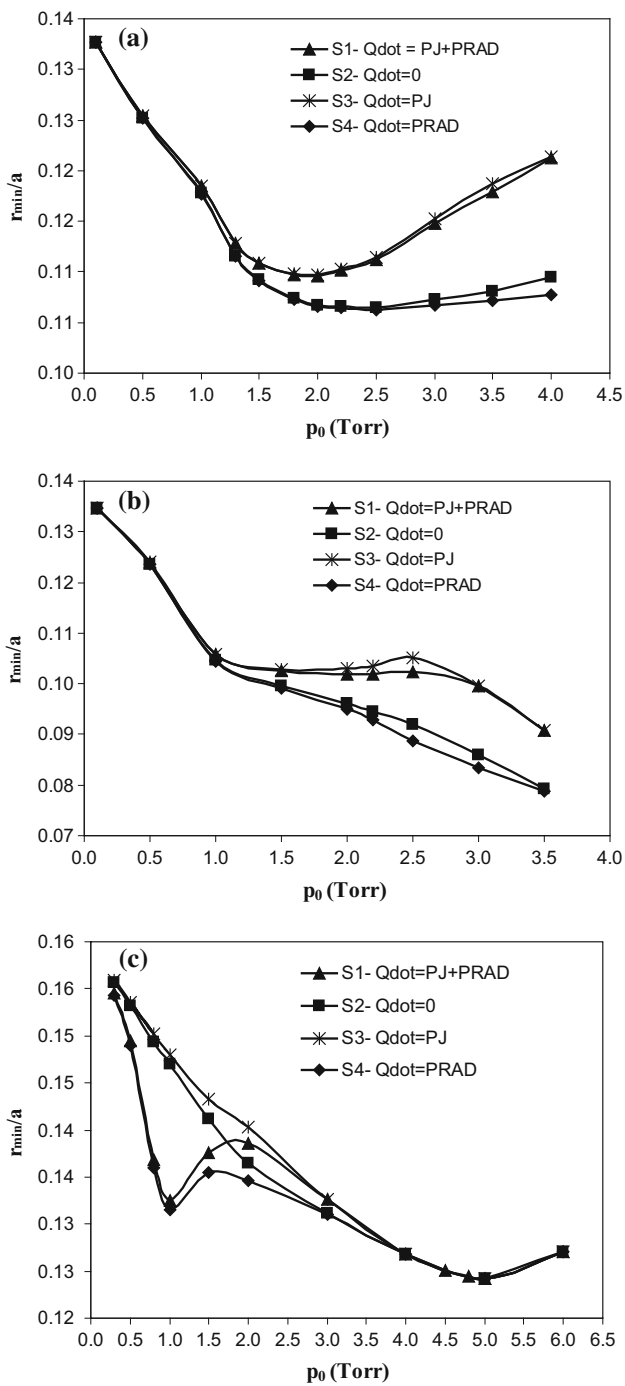 (a)
S1- Qdot = PJ+PRAD
S2- Qdot=0
S3- Qdot=PJ
S4- Qdot=PRAD
rmin/a
0.14
0.13
0.13
0.12
0.12
0.11
0.11
0.10
0.0 0.5 1.0 1.5 2.0 2.5 3.0 3.5 4.0 4.5
p0 (Torr)
(b)
S1- Qdot=PJ+PRAD
S2- Qdot=0
S3- Qdot=PJ
S4- Qdot=PRAD
rmin/a
0.14
0.13
0.12
0.11
0.10
0.09
0.08
0.07
0.0 0.5 1.0 1.5 2.0 2.5 3.0 3.5 4.0
p0 (Torr)
(c)
S1- Qdot=PJ+PRAD
S2- Qdot=0
S3- Qdot=PJ
S4- Qdot=PRAD
rmin/a
0.16
0.16
0.15
0.15
0.14
0.14
0.13
0.13
0.12
0.0 0.5 1.0 1.5 2.0 2.5 3.0 3.5 4.0 4.5 5.0 5.5 6.0 6.5
p0 (Torr)